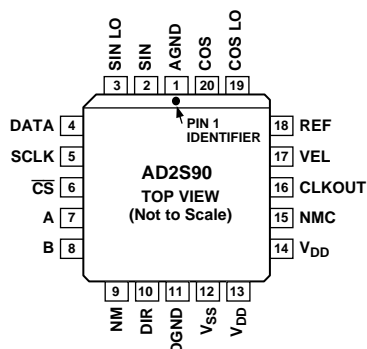 SIN LO
SIN
AGND
COS
COS LO
3 2 1 20 19
DATA 4
SCLK 5
CS 6
A 7
B 8
PIN 1
IDENTIFIER
AD2S90
TOP VIEW
(Not to Scale)
18 REF
17 VEL
16 CLKOUT
15 NMC
14 VDD
9 10 11 12 13
NM
DIR
DGND
VSS
VDD